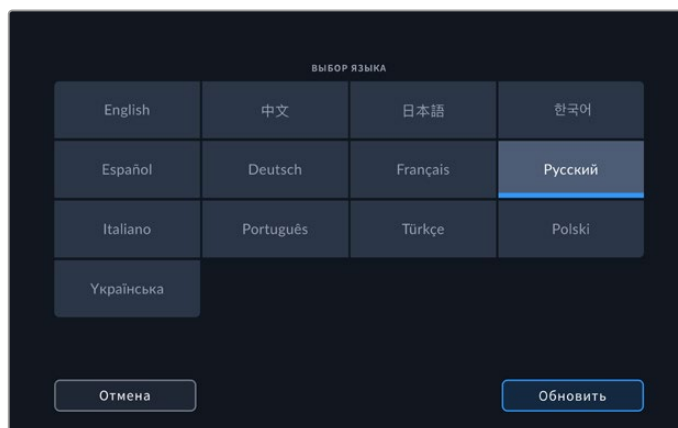 ВЫБОР ЯЗЫКА
English 中文 日本語 한국어
Español Deutsch Français Русский
Italiano Português Türkçe Polski
Українська
Отмена Обновить